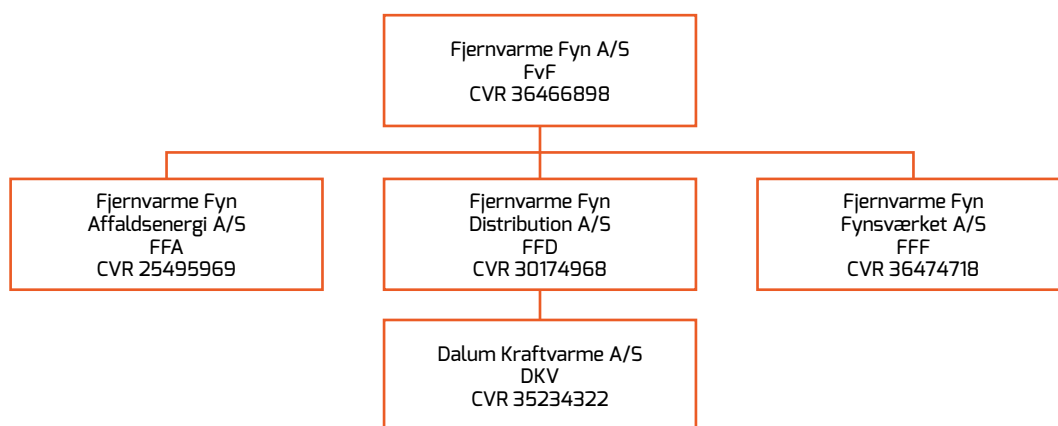 Fjernvarme Fyn A/S
FvF
CVR 36466898
Fjernvarme Fyn
Affaldsenergi A/S
FFA
CVR 25495969
Fjernvarme Fyn
Distribution A/S
FFD
CVR 30174968
Fjernvarme Fyn
Fynsværket A/S
FFF
CVR 36474718
Dalum Kraftvarme A/S
DKV
CVR 35234322